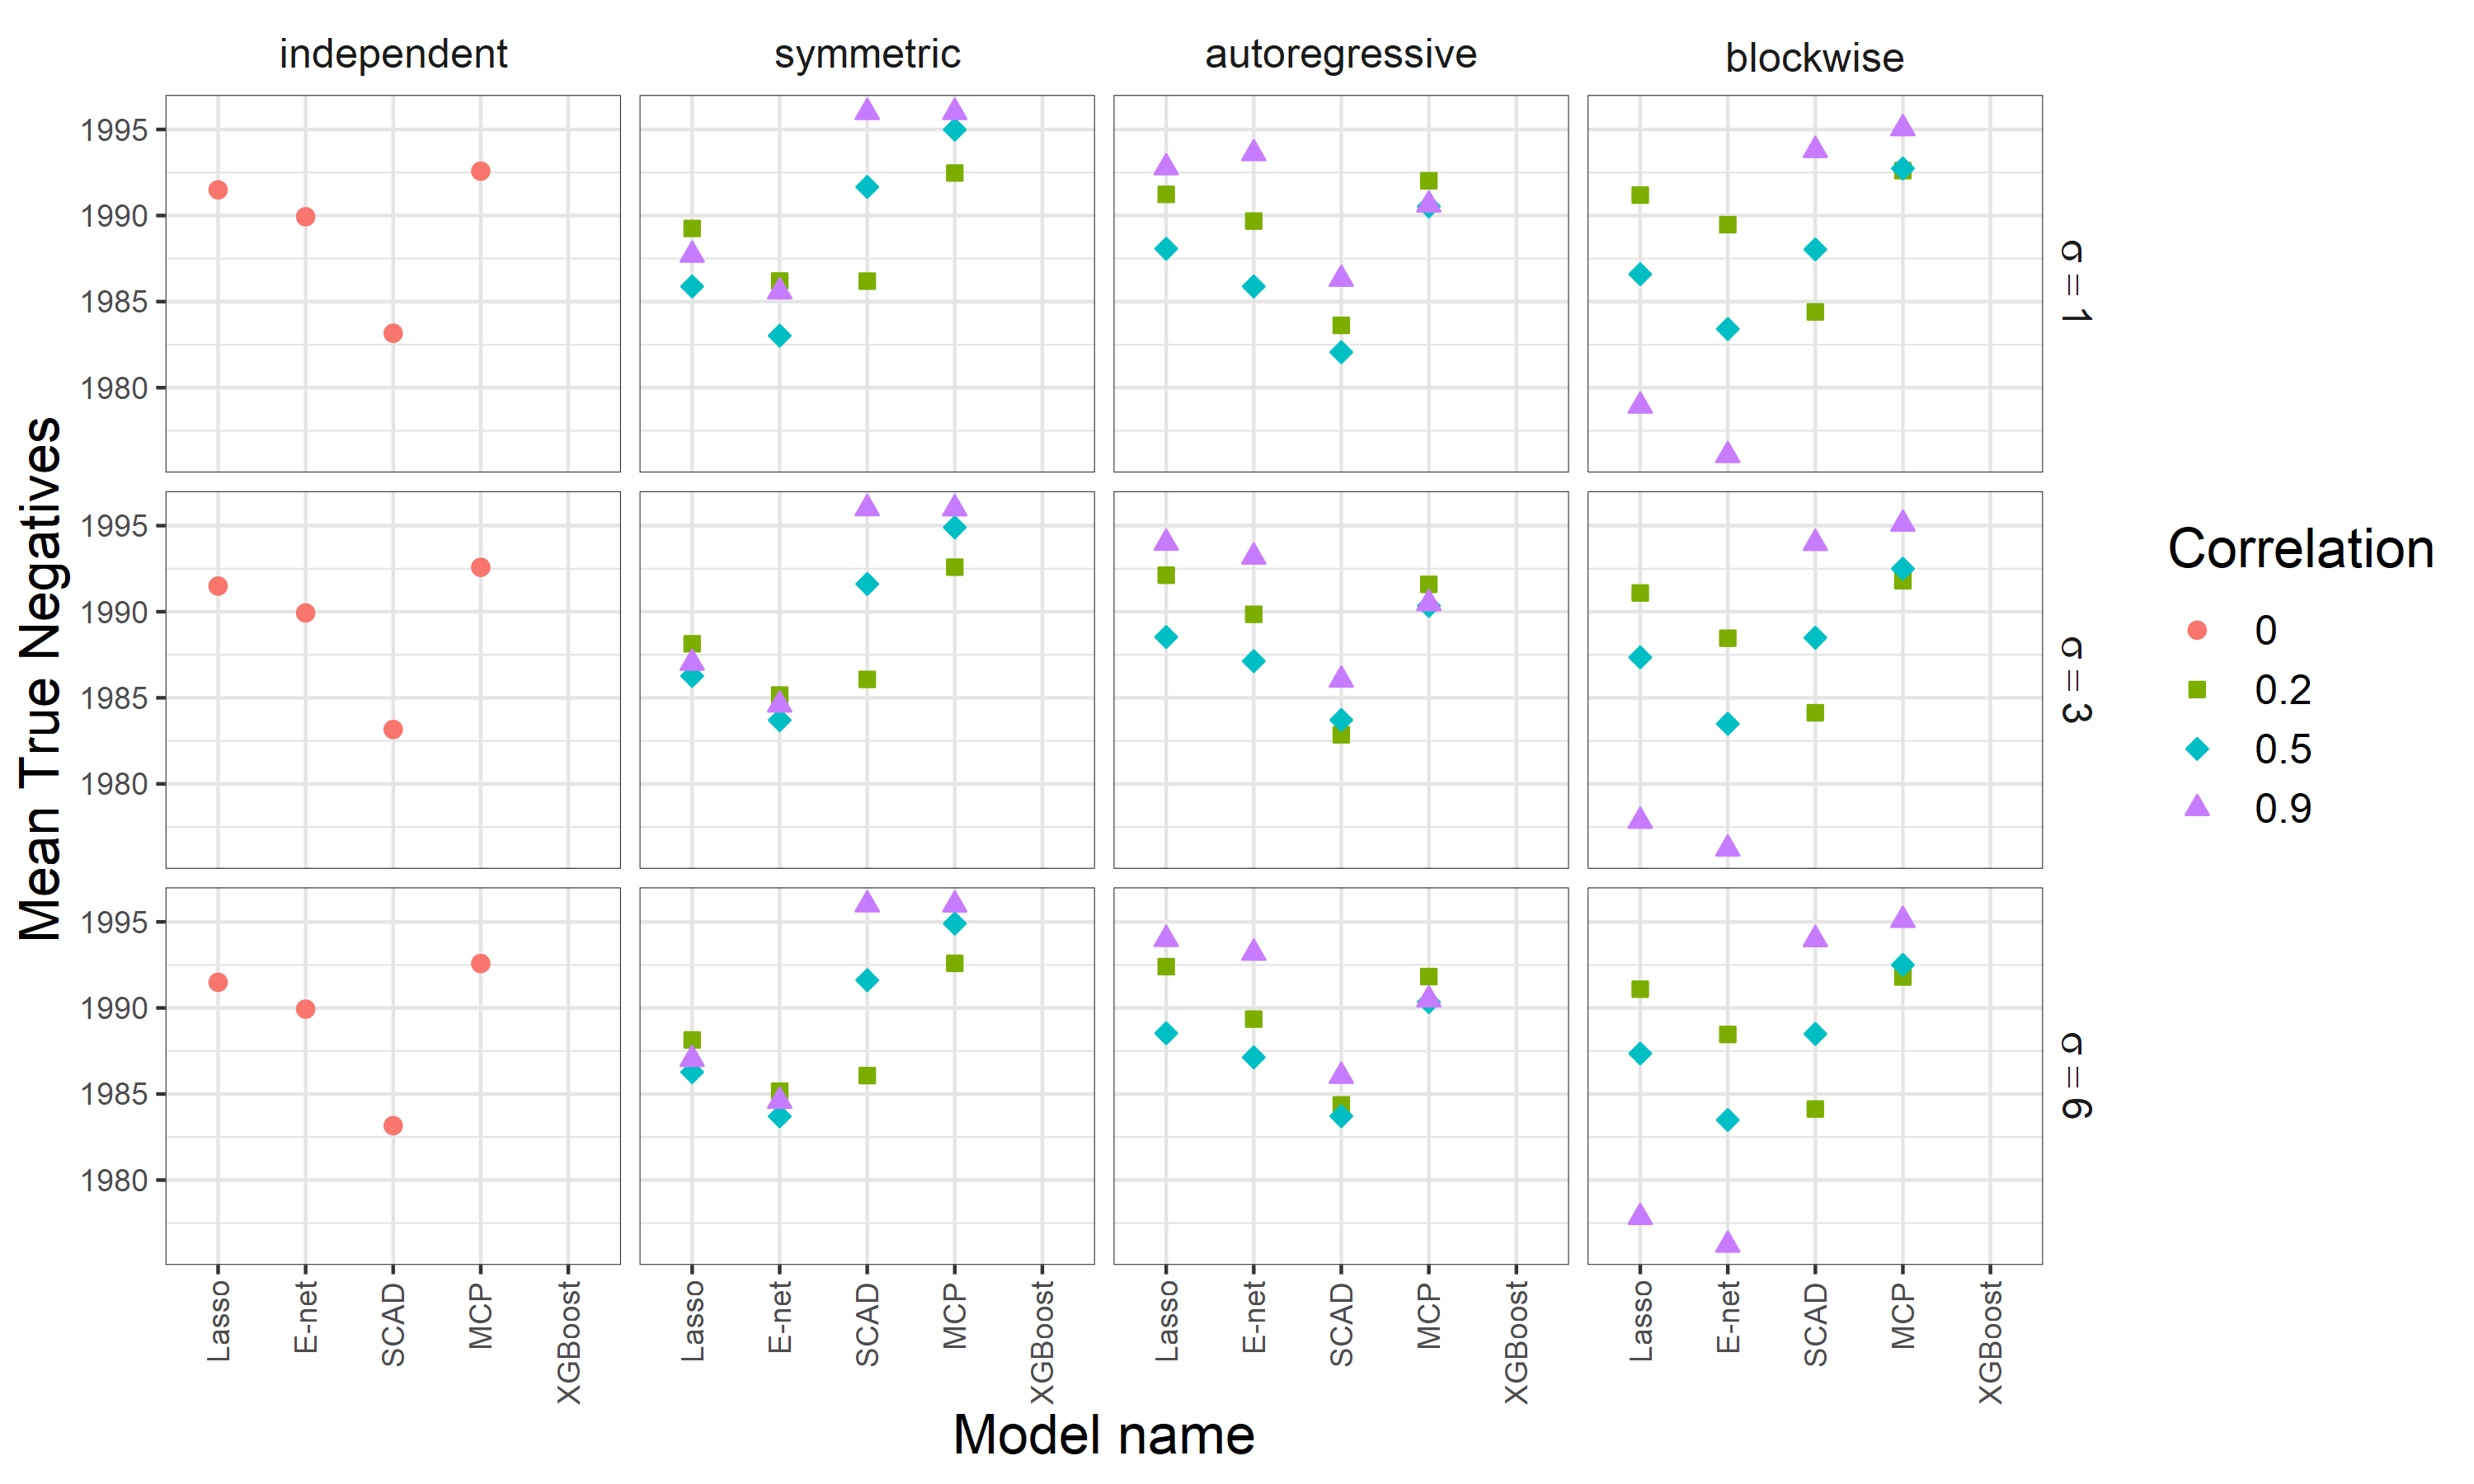 independent symmetric autoregressive blockwise
1995
1990
1985
1980
σ = 1
1995
1990
1985
1980
σ = 3
1995
1990
1985
1980
σ = 6
Mean True Negatives
Lasso E-net SCAD MCP XGBoost Lasso E-net SCAD MCP XGBoost Lasso E-net SCAD MCP XGBoost Lasso E-net SCAD MCP XGBoost
Model name
Correlation
0
0.2
0.5
0.9